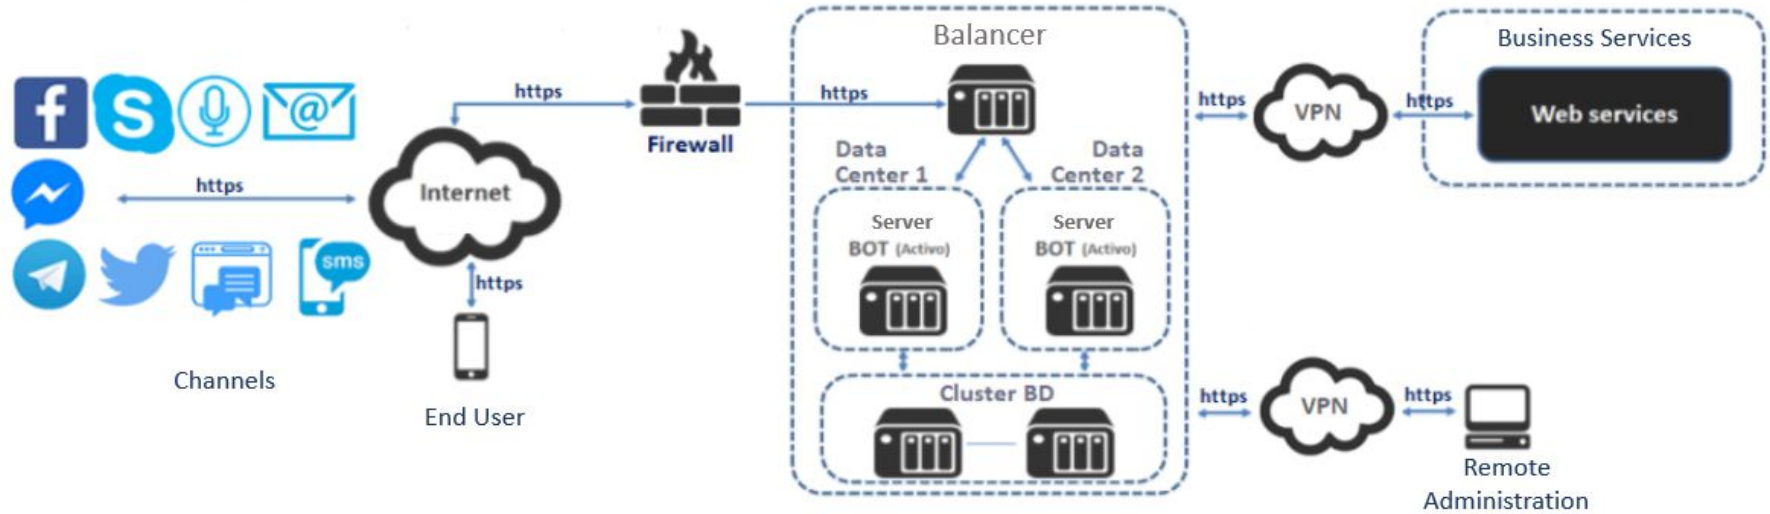 f
S
@
https
sms
Channels
Internet
https
https
End User
Firewall
https
Balancer
Data
Center 1
Data
Center 2
Server
BOT (Activo)
Server
BOT (Activo)
Cluster BD
https
VPN
https
Business Services
Web services
https
VPN
https
Remote
Administration